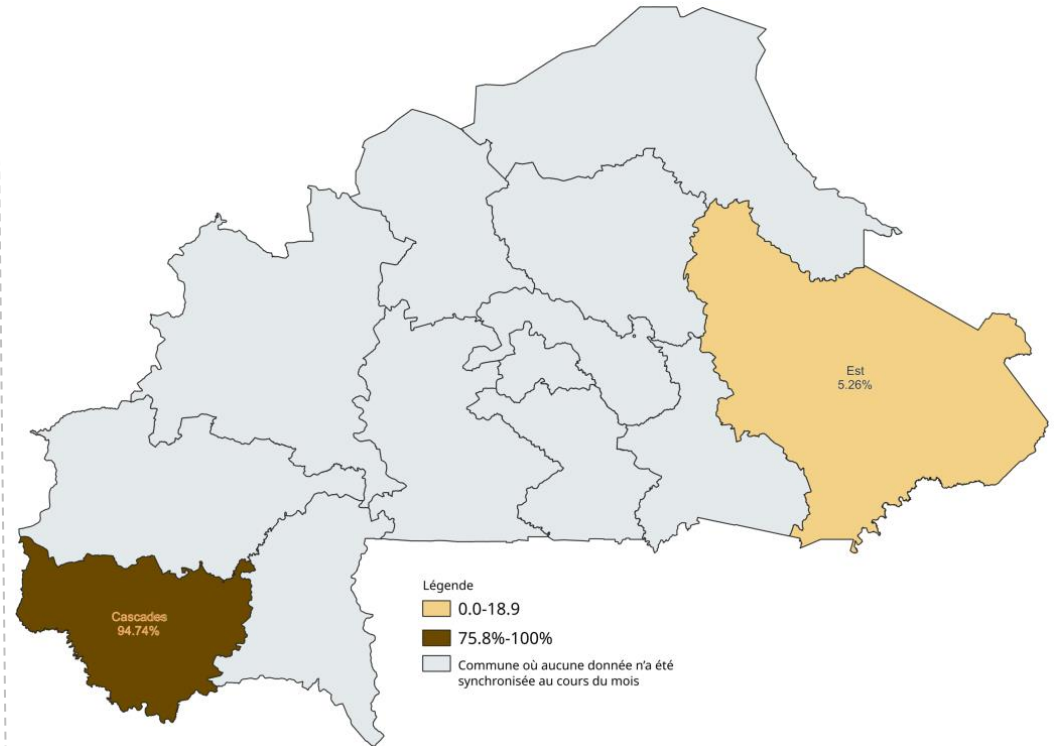 Est
5.26%
Cascades
94.74%
Légende
0.0-18.9
75.8%-100%
Commune où aucune donnée n'a été
synchronisée au cours du mois